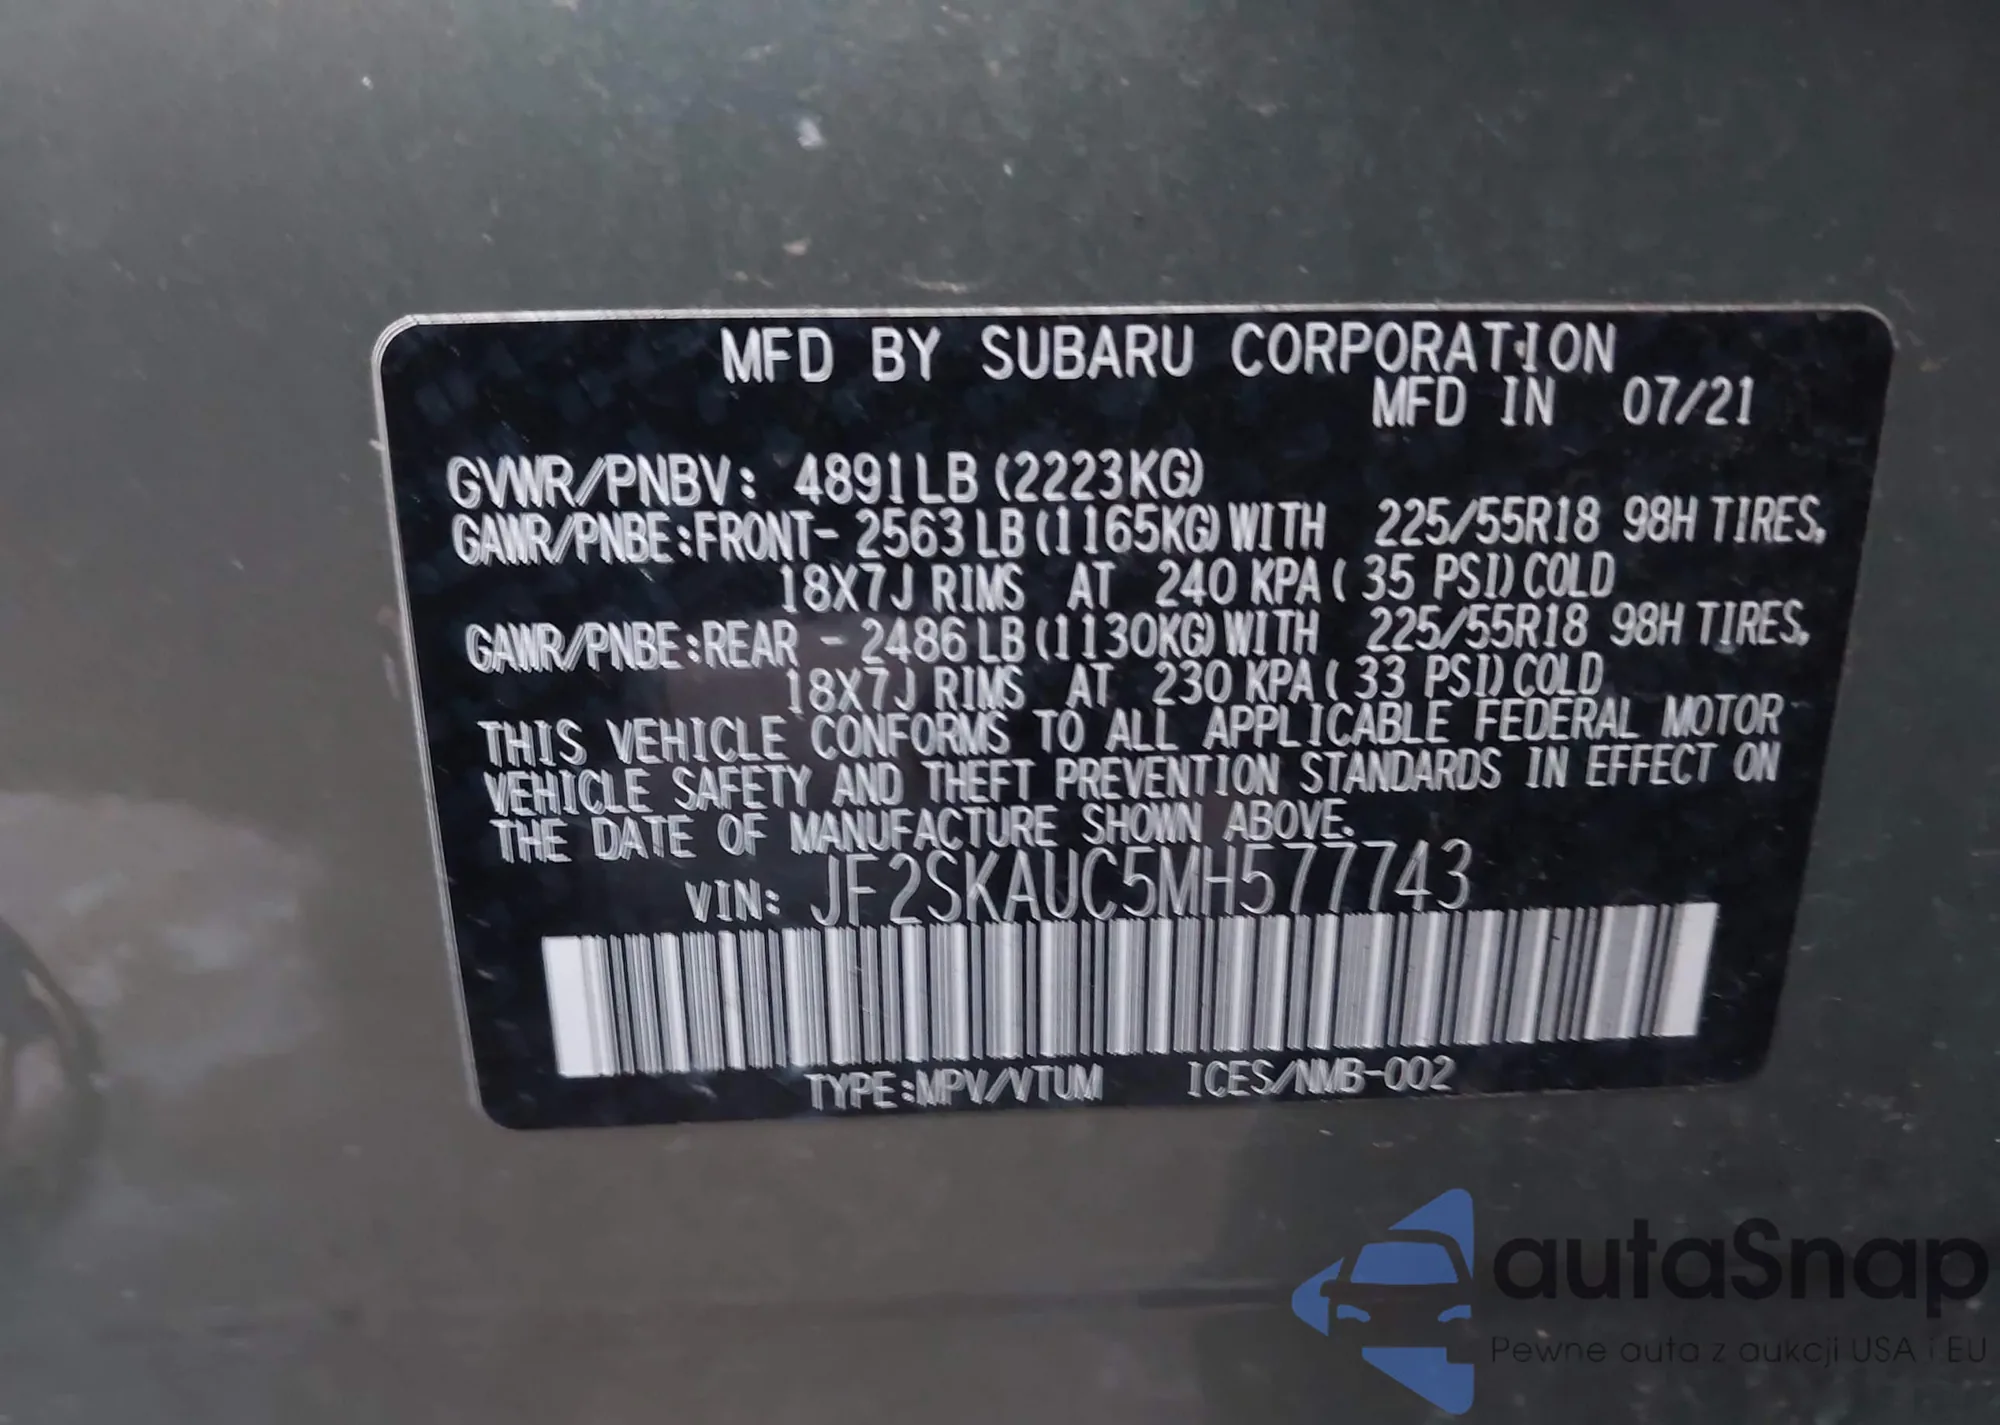 MFD BY SUBARU CORPORATION
MFD IN 07/21
GVWR/PNBV: 4891LB (2223KG)
GAWR/PNBE:FRONT- 2563LB(1165KG)WITH 225/55R18 98H TIRES,
18X7J RIMS AT 240 KPA( 35 PSI)COLD
GAWR/PNBE:REAR - 2486LB(1130KG)WITH 225/55R18 98H TIRES,
18X7J RIMS AT 230 KPA( 33 PSI)COLD
THIS VEHICLE CONFORMS TO ALL APPLICABLE FEDERAL MOTOR
VEHICLE SAFETY AND THEFT PREVENTION STANDARDS IN EFFECT ON
THE DATE OF MANUFACTURE SHOWN ABOVE.
VIN: JF2SKAUC5MH577743
TYPE:MPV/VTUM ICES/NMB-002
autaSnap
Pewne auta z aukcji USA i EU